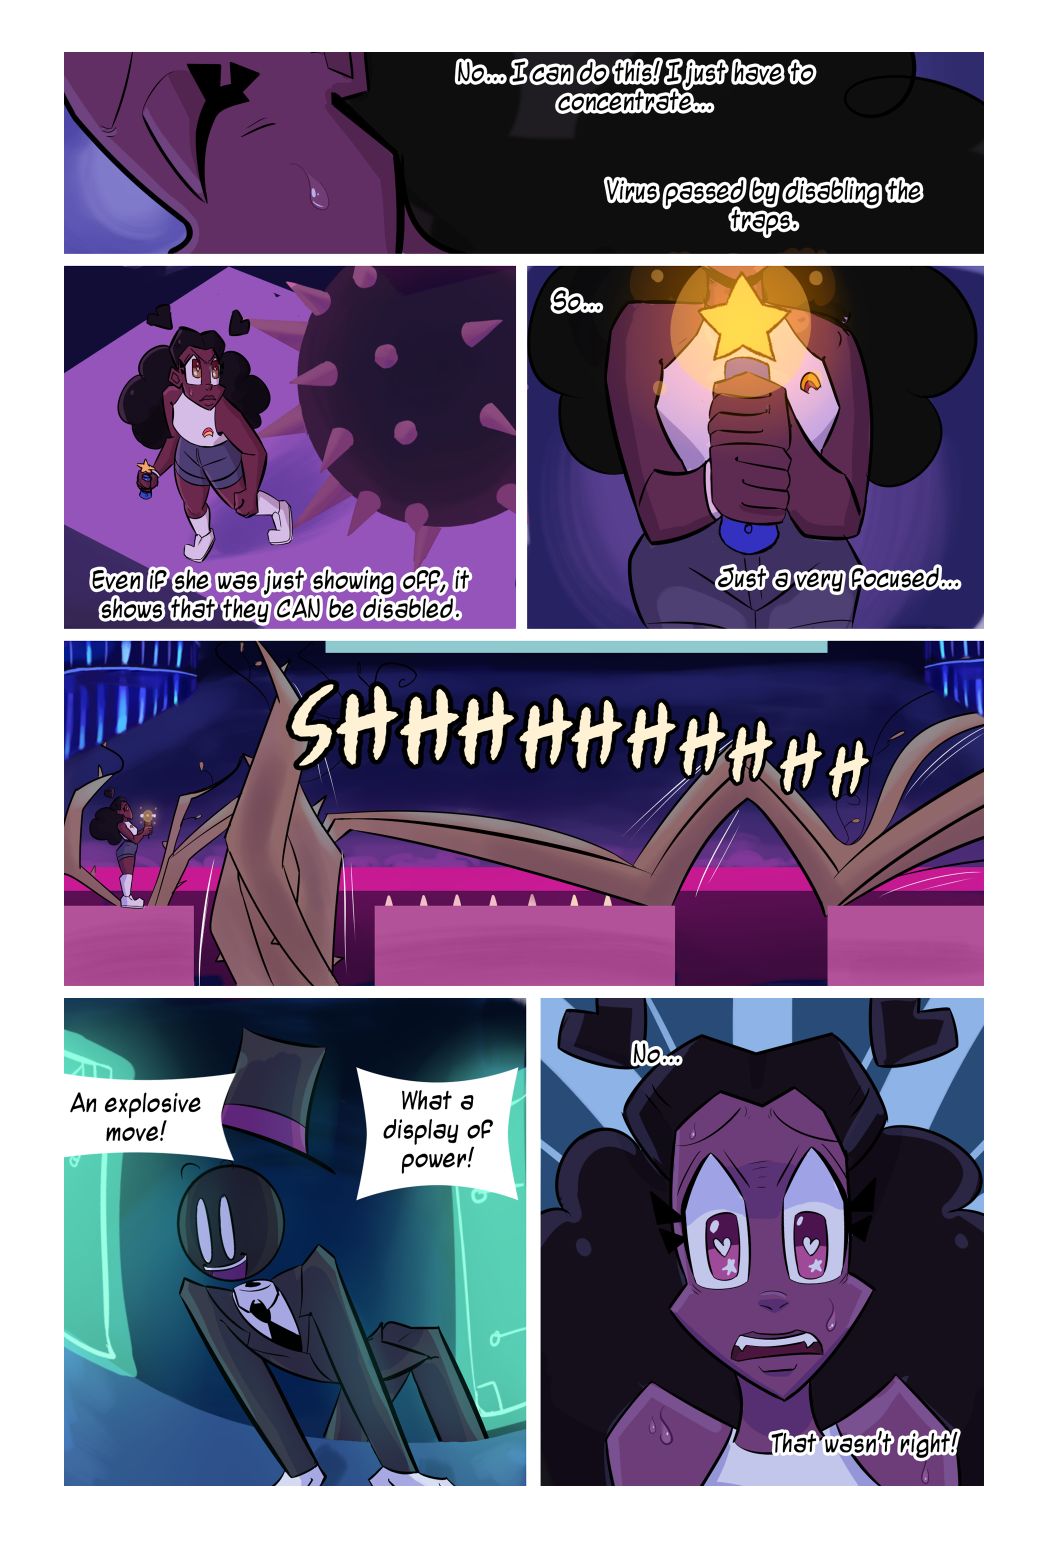 No... I can do this! I just have to
concentrate...
Virus passed by disabling the
traps.
Even if she was just showing off, it
shows that they CAN be disabled.
So...
Just a very focused...
SHHHHHHHHHH
An explosive
move!
What a
display of
power!
No...
That wasn't right!